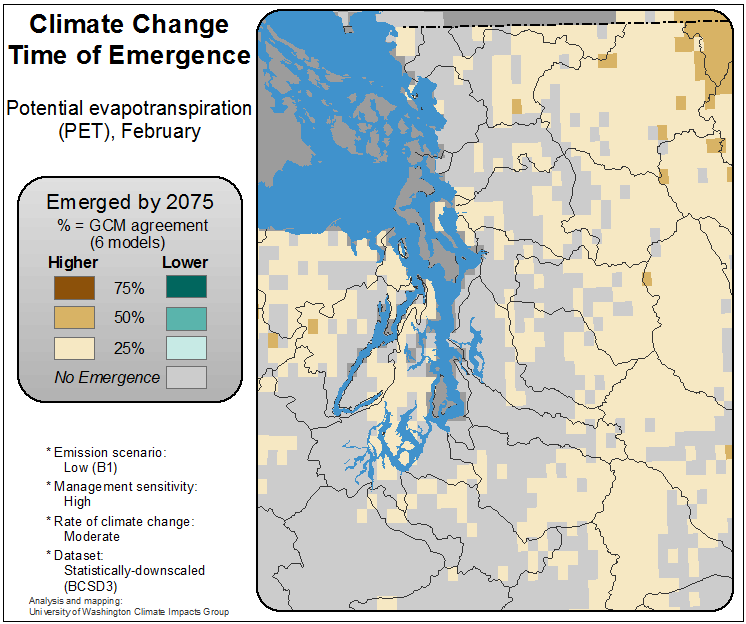 Climate Change
Time of Emergence
Potential evapotranspiration
(PET), February
Emerged by 2075
% = GCM agreement
(6 models)
Higher Lower
75%
50%
25%
No Emergence
* Emission scenario:
Low (B1)
* Management sensitivity:
High
* Rate of climate change:
Moderate
* Dataset:
Statistically-downscaled
(BCSD3)
Analysis and mapping:
University of Washington Climate Impacts Group